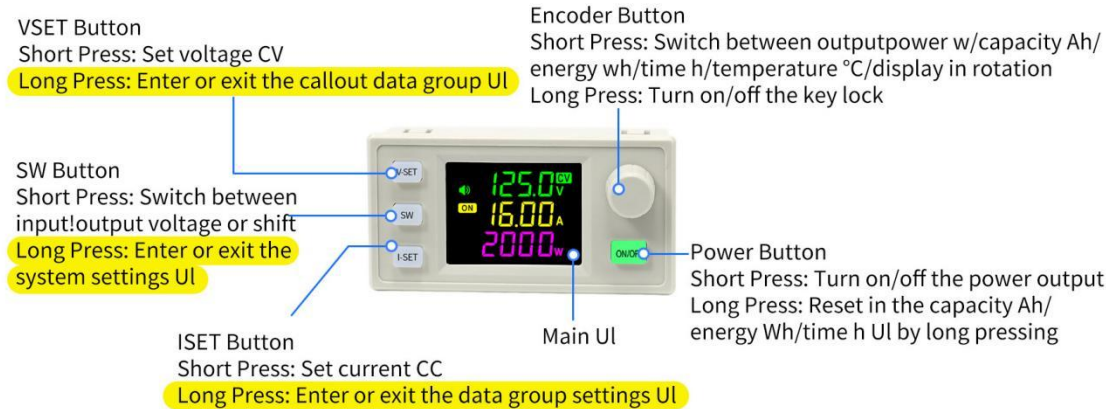 VSET Button
Short Press: Set voltage CV
Long Press: Enter or exit the callout data group Ul
Encoder Button
Short Press: Switch between outputpower w/capacity Ah/
energy wh/time h/temperature °C/display in rotation
Long Press: Turn on/off the key lock
SW Button
Short Press: Switch between
input!output voltage or shift
Long Press: Enter or exit the
system settings Ul
V-SET
SW
I-SET
125.0 V CV
ON 16.00 A
2000 W
ON/OF
Power Button
Short Press: Turn on/off the power output
Long Press: Reset in the capacity Ah/
energy Wh/time h Ul by long pressing
Main Ul
ISET Button
Short Press: Set current CC
Long Press: Enter or exit the data group settings Ul